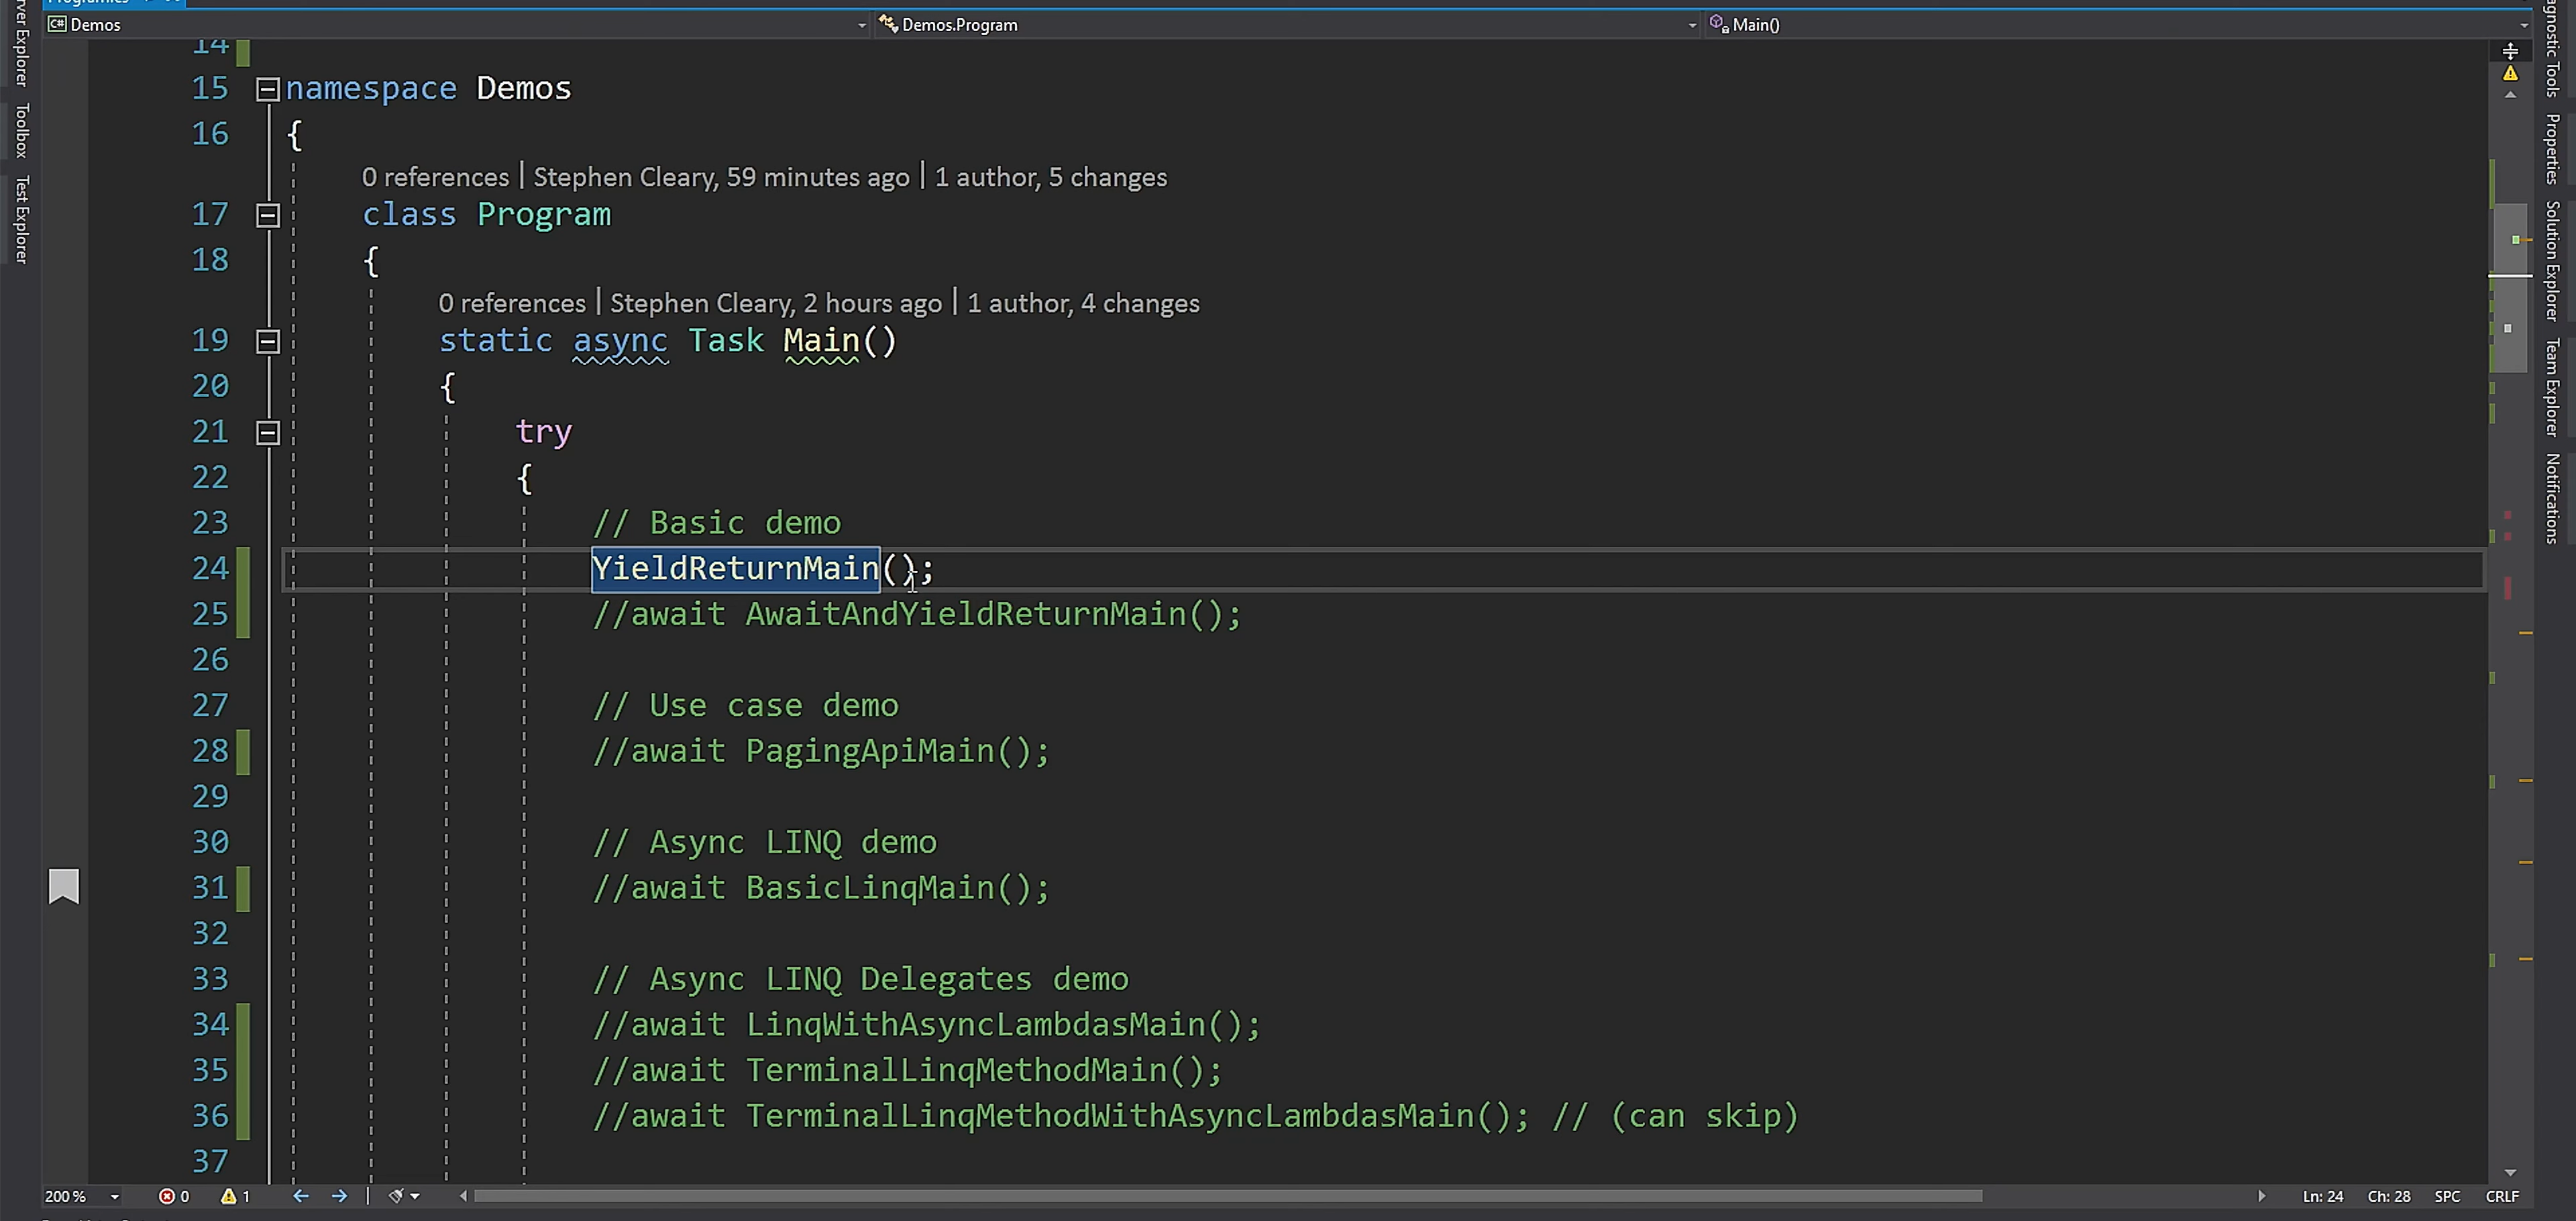 Demos Demos.Program Main()
14
15 namespace Demos
16 {
0 references | Stephen Cleary, 59 minutes ago | 1 author, 5 changes
17 class Program
18 {
0 references | Stephen Cleary, 2 hours ago | 1 author, 4 changes
19 static async Task Main()
20 {
21 try
22 {
23 // Basic demo
24 YieldReturnMain();
25 //await AwaitAndYieldReturnMain();
26
27 // Use case demo
28 //await PagingApiMain();
29
30 // Async LINQ demo
31 //await BasicLinqMain();
32
33 // Async LINQ Delegates demo
34 //await LinqWithAsyncLambdasMain();
35 //await TerminalLinqMethodMain();
36 //await TerminalLinqMethodWithAsyncLambdasMain(); // (can skip)
37
200 % 0 1 Ln: 24 Ch: 28 SPC CRLF
Explorer
Toolbox
Test Explorer
Tools
Properties
Solution Explorer
Team Explorer
Notifications